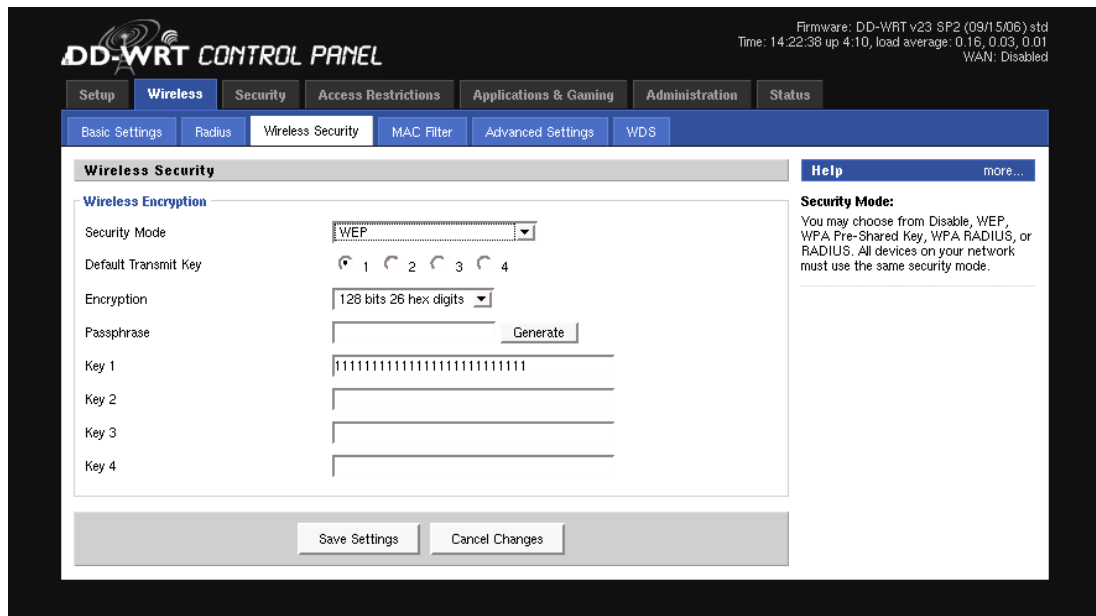 Firmware: DD-WRT v23 SP2 (09/15/06) std
Time: 14:22:38 up 4:10, load average: 0.16, 0.03, 0.01
WAN: Disabled
DD-WRT CONTROL PANEL
Setup Wireless Security Access Restrictions Applications & Gaming Administration Status
Basic Settings Radius Wireless Security MAC Filter Advanced Settings WDS
Wireless Security
Wireless Encryption
Security Mode WEP
Default Transmit Key 1 2 3 4
Encryption 128 bits 26 hex digits
Passphrase Generate
Key 1 11111111111111111111111111
Key 2
Key 3
Key 4
Save Settings Cancel Changes
Help more...
Security Mode:
You may choose from Disable, WEP,
WPA Pre-Shared Key, WPA RADIUS, or
RADIUS. All devices on your network
must use the same security mode.